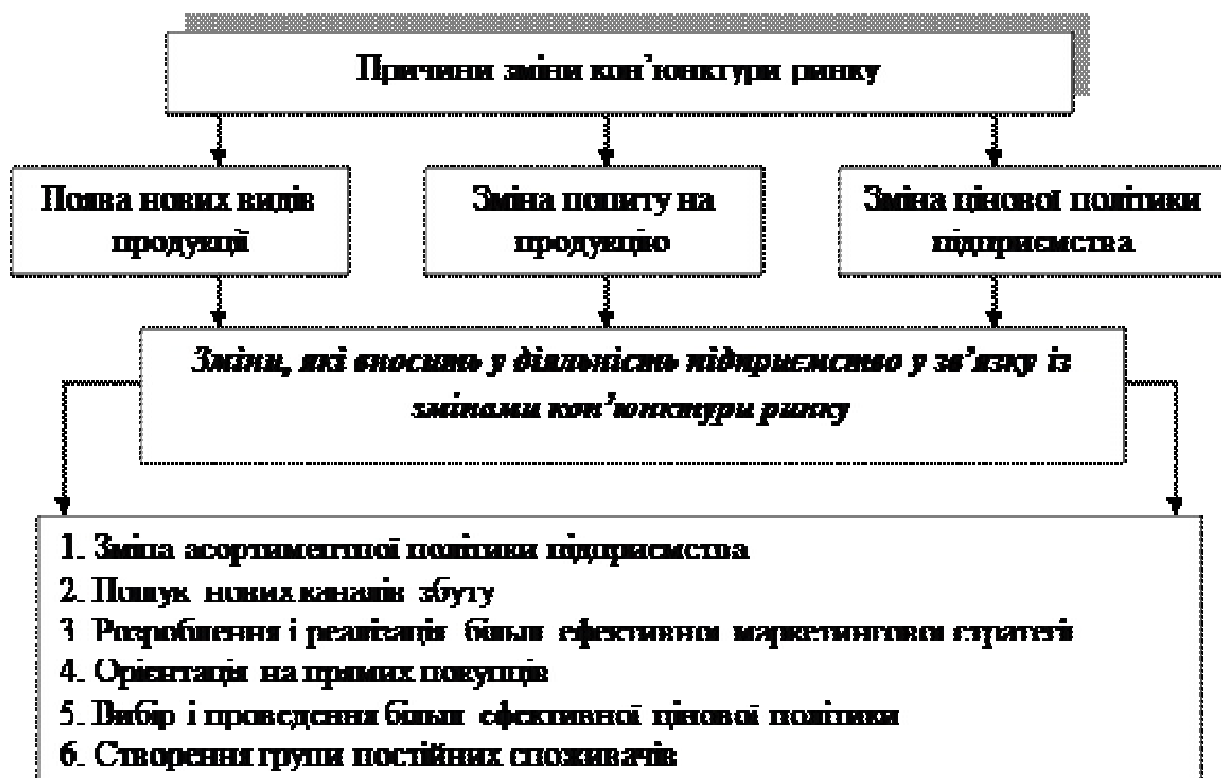 Причини зміни кон’юнктури ринку
Поява нових видів
продукції
Зміна попиту на
продукцію
Зміна цінової політики
підприємства
Зміни, які вносить у діяльність підприємство у зв’язку із
змінами кон’юнктури ринку
1. Зміна асортиментної політики підприємства
2. Пошук нових каналів збуту
3. Розроблення і реалізація більш ефективної маркетингової стратегії
4. Орієнтація на прямих покупців
5. Вибір і проведення більш ефективної цінової політики
6. Створення групи постійних споживачів